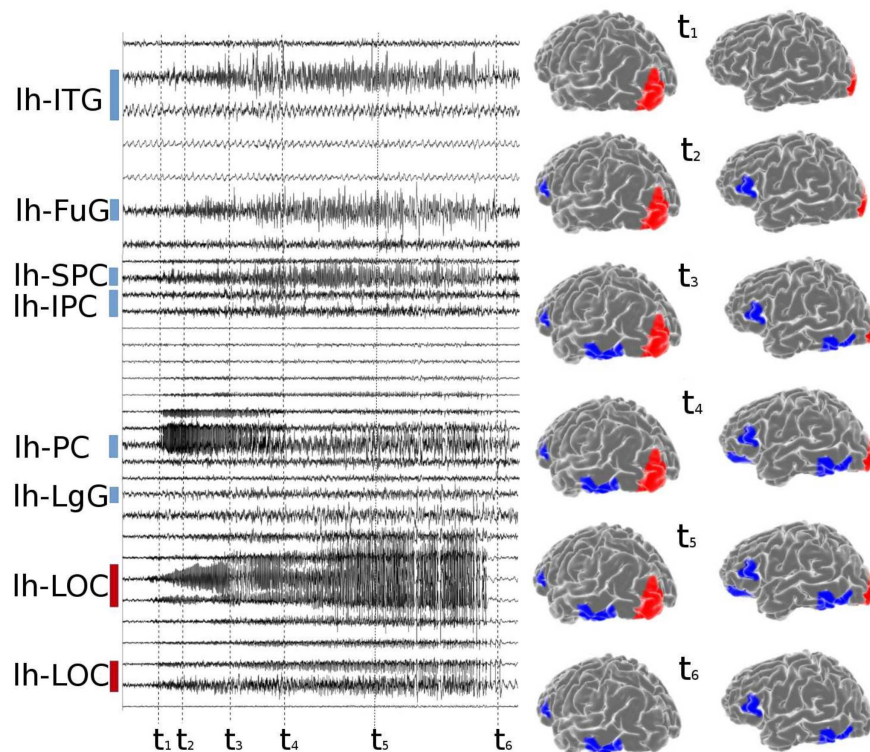 lh-ITG
lh-FuG
lh-SPC
lh-IPC
lh-PC
lh-LgG
lh-LOC
lh-LOC
t₁ t₂ t₃ t₄ t₅ t₆
t₁
t₂
t₃
t₄
t₅
t₆